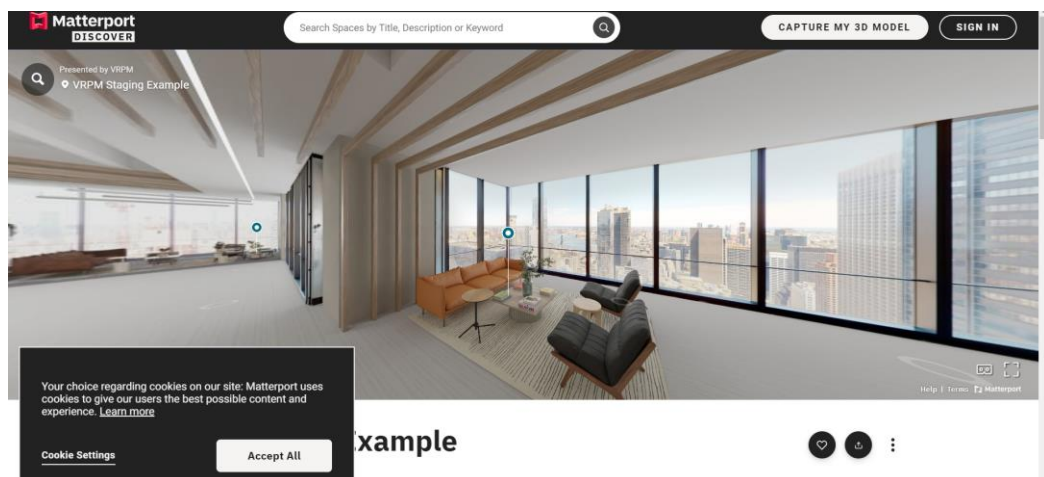 Matterport
DISCOVER
Search Spaces by Title, Description or Keyword
CAPTURE MY 3D MODEL
SIGN IN
Presented by VRPM
VRPM Staging Example
Help | Terms Matterport
Your choice regarding cookies on our site: Matterport uses
cookies to give our users the best possible content and
experience. Learn more
Cookie Settings
Accept All
xample